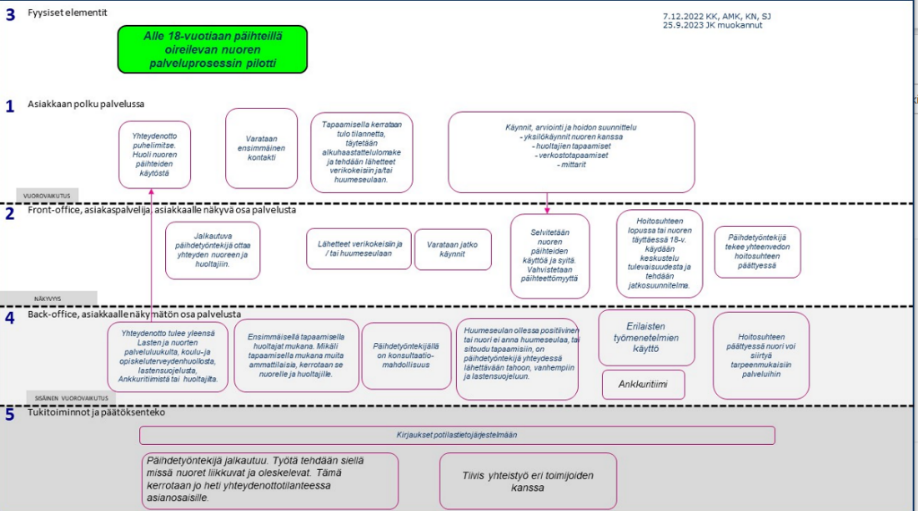 3
Fyysiset elementit
7.12.2022 KK, AMK, KN, SJ
25.9.2023 JK muokannut
Alle 18-vuotiaan päihteillä
oireilevan nuoren
palveluprosessin pilotti
1
Asiakkaan polku palvelussa
Yhteydenotto
puhelimitse.
Huoli nuoren
päihteiden
käytöstä
Varataan
ensimmäinen
kontakti
Tapaamisella kerrataan
tulo tilannetta,
täytetään
alkuhaastattelulomake
ja tehdään lähetteet
verikokeisiin ja/tai
huumeseulaan.
Käynnit, arviointi ja hoidon suunnittelu
- yksilökäynnit nuoren kanssa
- huoltajien tapaamiset
- verkostotapaamiset
- mittarit
VUOROVAIKUTUS
2
Front-office, asiakaspalvelija, asiakkaalle näkyvä osa palvelusta
Jalkautuva
päihdetyöntekijä ottaa
yhteyden nuoreen ja
huoltajiin.
Lähetteet verikokeisiin ja
/ tai huumeseulaan
Varataan jatko
käynnit
Selvitetään
nuoren
päihteiden
käyttöä ja syitä.
Vahvistetaan
päihteettömyyttä
Hoitosuhteen
lopussa tai nuoren
täyttäessä 18-v.
käydään
keskustelu
tulevaisuudesta ja
tehdään
jatkosuunnitelma.
Päihdetyöntekijä
tekee yhteenvedon
hoitosuhteen
päättyessä
NÄKYVYYS
4
Back-office, asiakkaalle näkymätön osa palvelusta
Yhteydenotto tulee yleensä
Lasten ja nuorten
palveluluukulta, koulu-ja
opiskeluterveydenhuollosta,
lastensuojelusta,
Ankkuritiimistä tai huoltajilta.
Ensimmäisellä tapaamisella
huoltajat mukana. Mikäli
tapaamisella mukana muita
ammattilaisia, kerrotaan se
nuorelle ja huoltajille.
Päihdetyöntekijällä
on konsultaatio-
mahdollisuus
Huumeseulan ollessa positiivinen
tai nuori ei anna huumeseulaa, tai
sitoudu tapaamisiin, on
päihdetyöntekijä yhteydessä
lähettävään tahoon, vanhempiin
ja lastensuojeluun.
Erilaisten
työmenetelmien
käyttö
Ankkuritiimi
Hoitosuhteen
päättyessä nuori voi
siirtyä
tarpeenmukaisiin
palveluihin
SISÄINEN VUOROVAIKUTUS
5
Tukitoiminnot ja päätöksenteko
Kirjaukset potilastietojärjestelmään
Päihdetyöntekijä jalkautuu. Työtä tehdään siellä
missä nuoret liikkuvat ja oleskelevat. Tämä
kerrotaan jo heti yhteydenottotilanteessa
asianosaisille.
Tiivis yhteistyö eri toimijoiden
kanssa